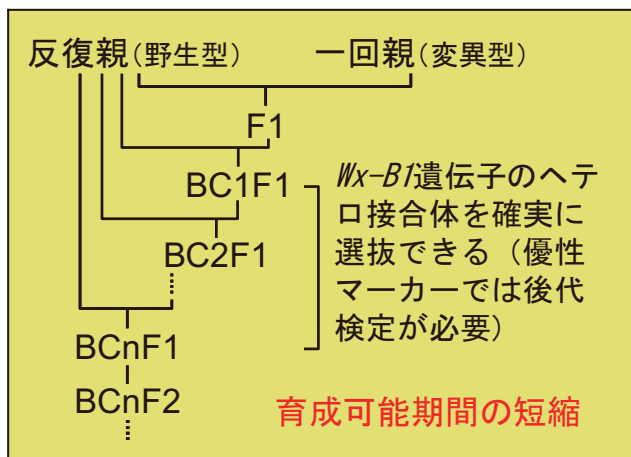 反復親(野生型) 一回親(変異型)
F1
BC1F1
BC2F1
BCnF1
BCnF2
Wx-B1遺伝子のヘテ
ロ接合体を確実に
選抜できる（優性
マーカーでは後代
検定が必要）
育成可能期間の短縮